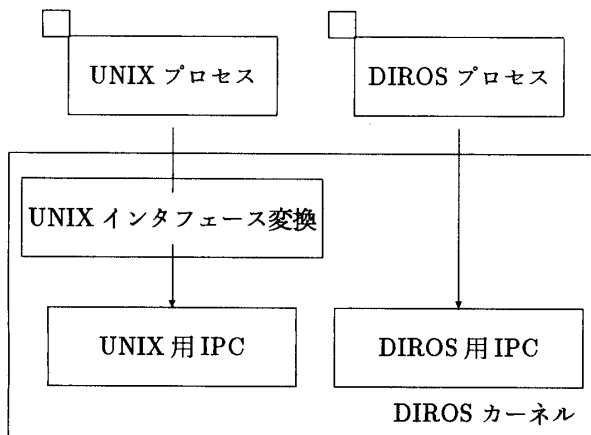 UNIX プロセス
DIROS プロセス
UNIX インタフェース変換
UNIX 用 IPC
DIROS 用 IPC
DIROS カーネル